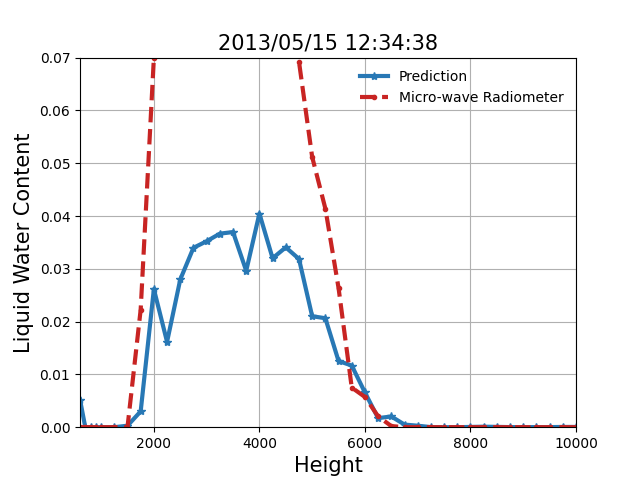 2013/05/15 12:34:38
Liquid Water Content
0.07
0.06
0.05
0.04
0.03
0.02
0.01
0.00
Prediction
Micro-wave Radiometer
2000 4000 6000 8000 10000
Height